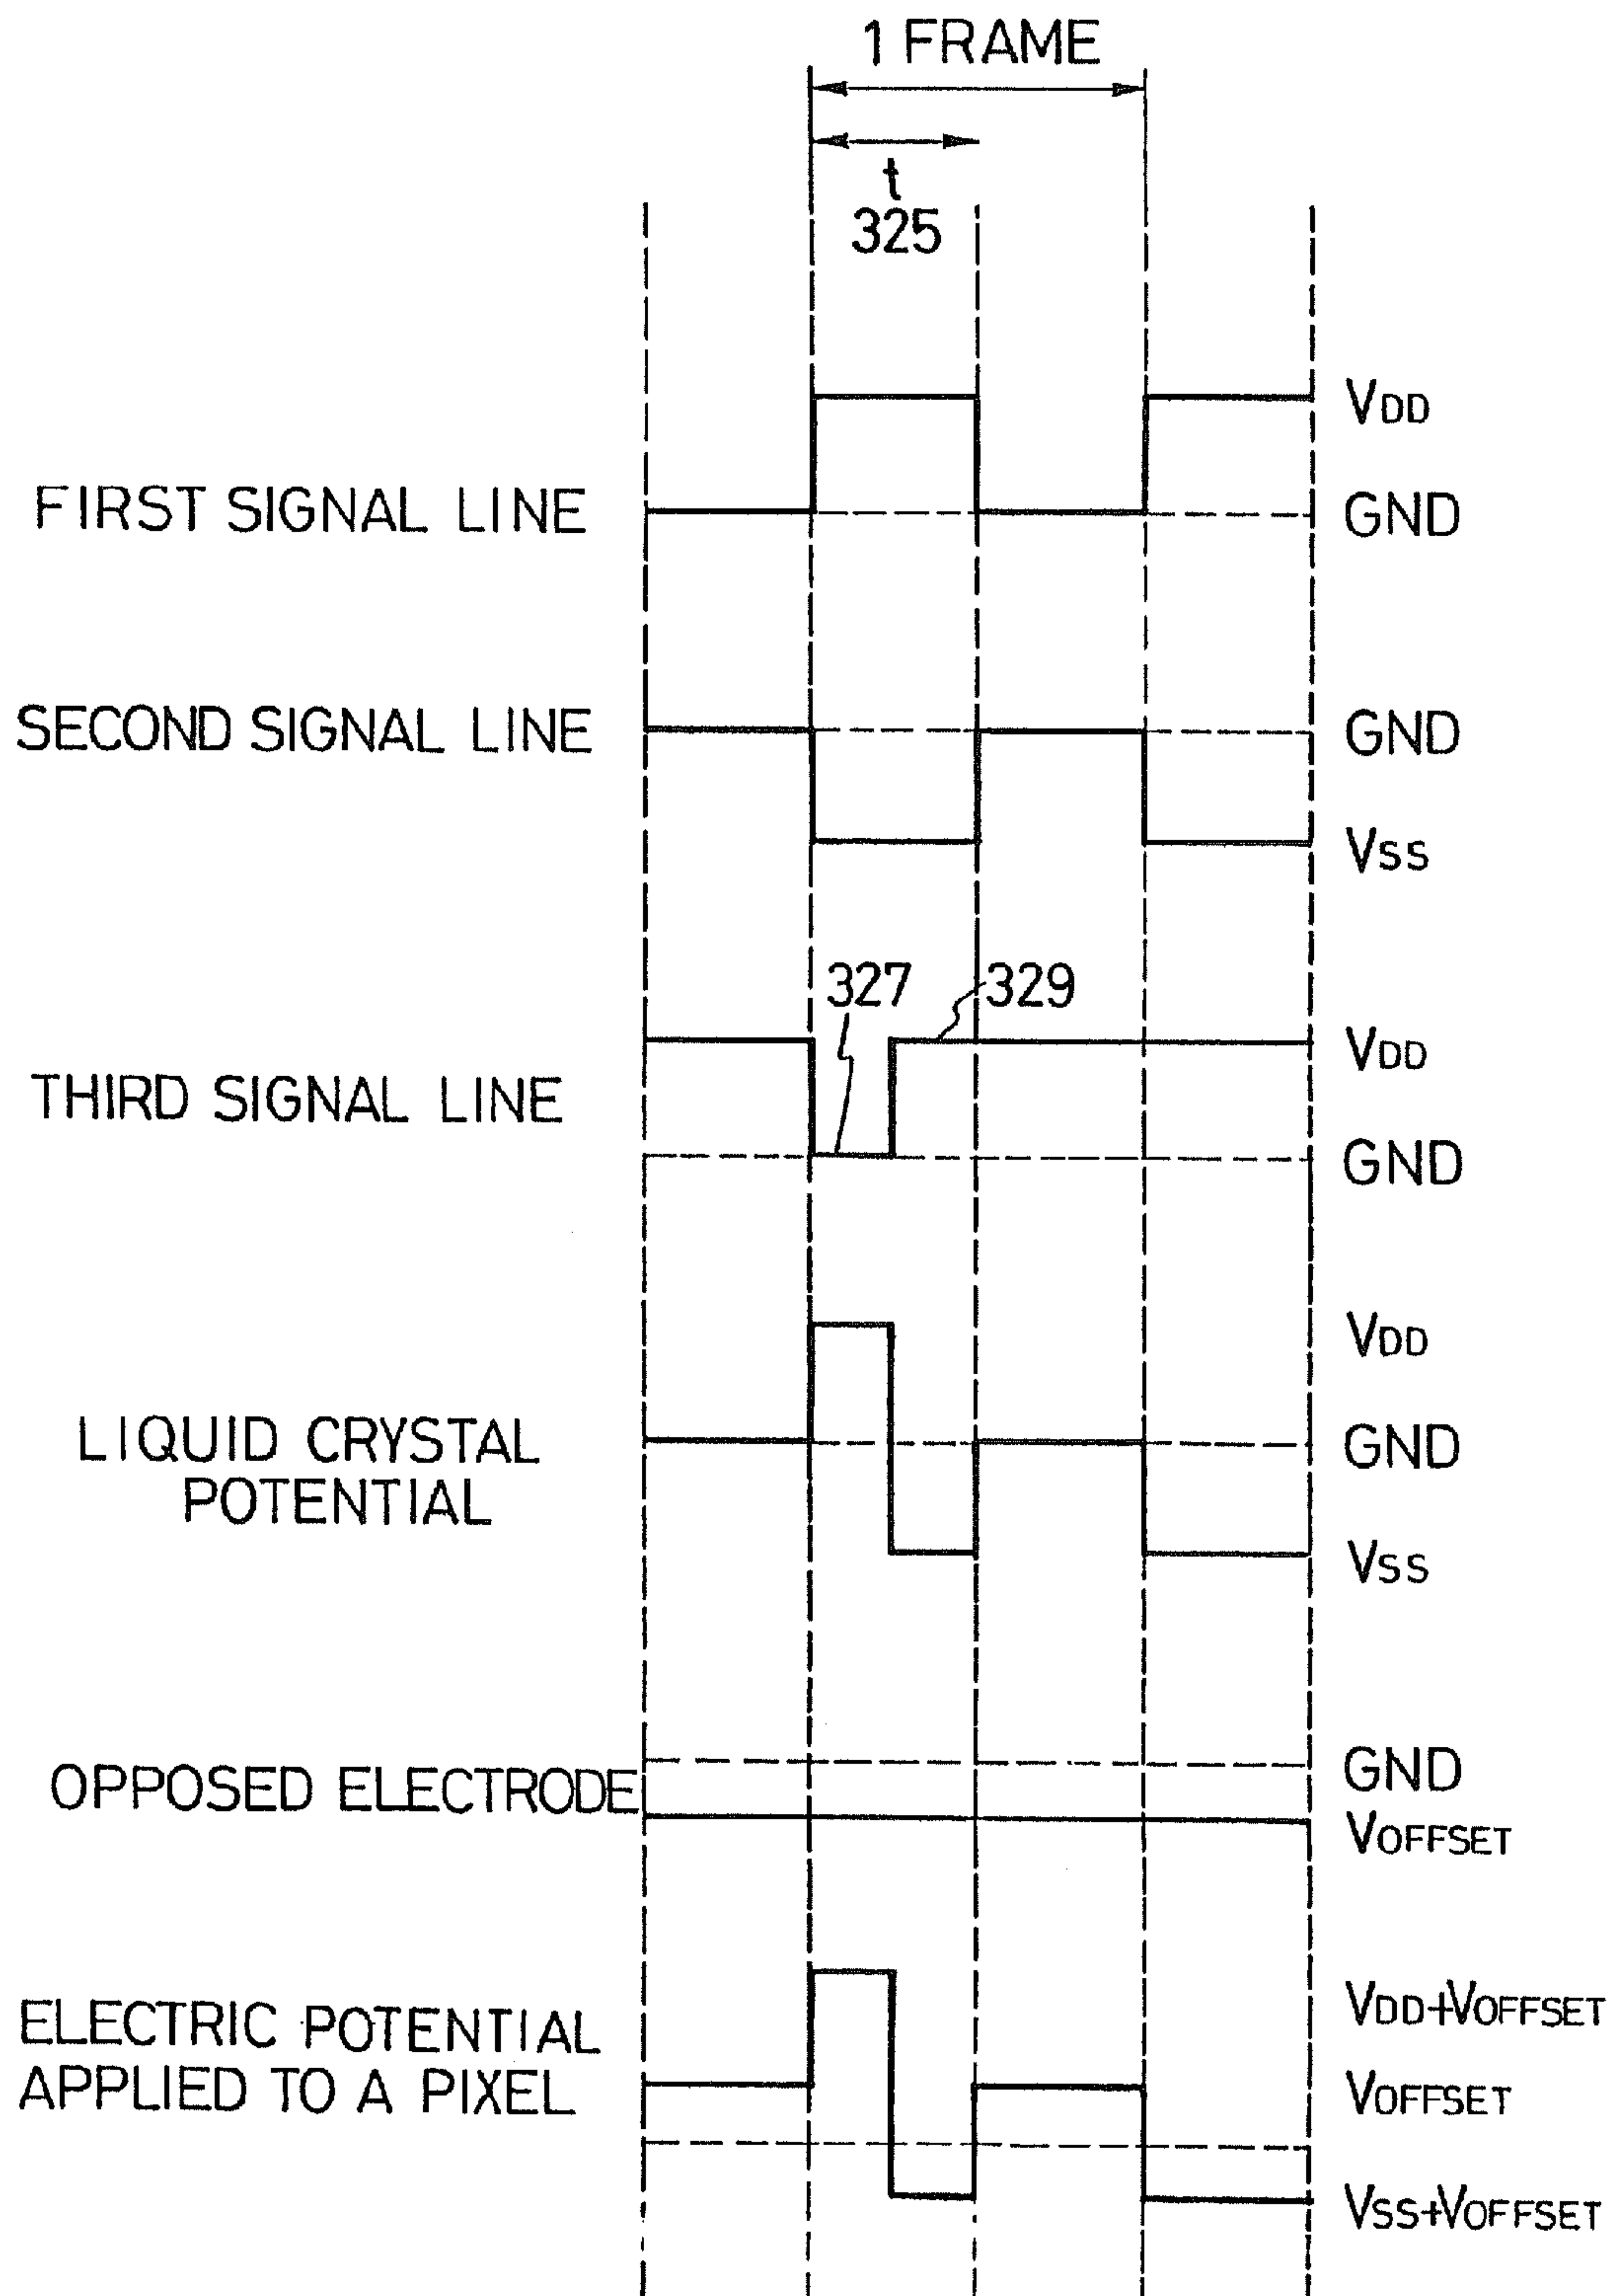 1 FRAME
t
325
VDD
FIRST SIGNAL LINE
GND
SECOND SIGNAL LINE
GND
VSS
327
329
VDD
THIRD SIGNAL LINE
GND
VDD
LIQUID CRYSTAL
POTENTIAL
GND
VSS
GND
OPPOSED ELECTRODE
VOFFSET
VDD+VOFFSET
ELECTRIC POTENTIAL
APPLIED TO A PIXEL
VOFFSET
VSS+VOFFSET